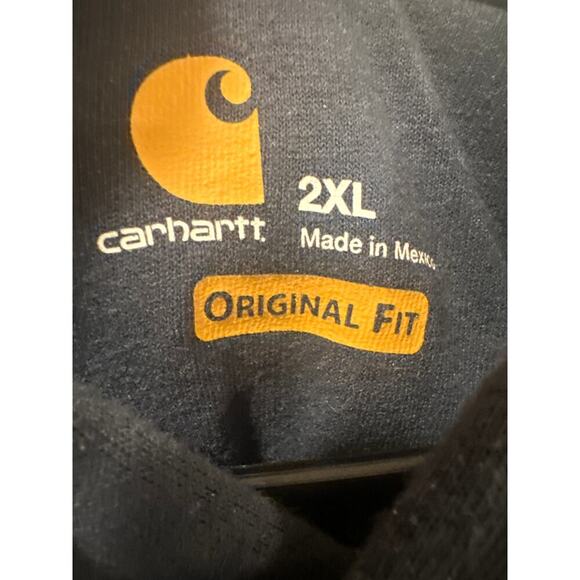 carhartt
2XL
Made in Mexico
ORIGINAL FIT